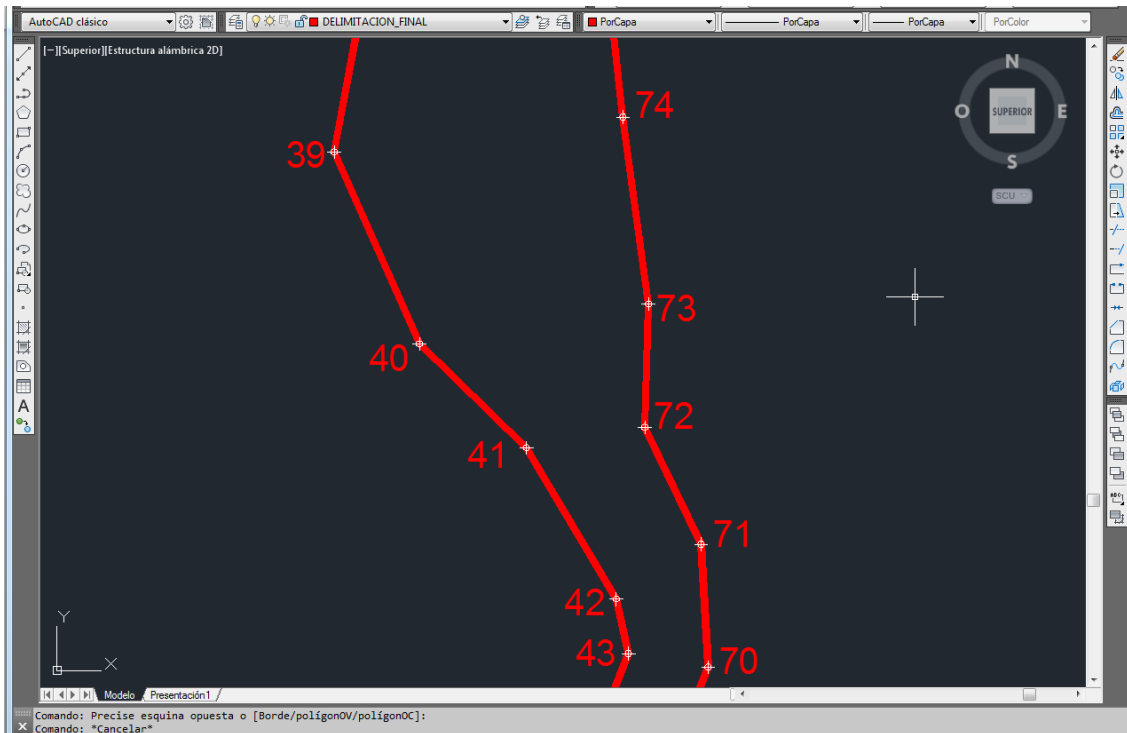 AutoCAD clásico
DELIMITACION_FINAL
PorCapa
PorCapa
PorCapa
PorColor
[−][Superior][Estructura alámbrica 2D]
N
O
SUPERIOR
E
S
SCU
74
39
73
40
72
41
71
42
43
70
Y
X
A
Modelo
Presentación1
Comando: Precise esquina opuesta o [Borde/polígonOV/polígonOC]:
Comando: *Cancelar*